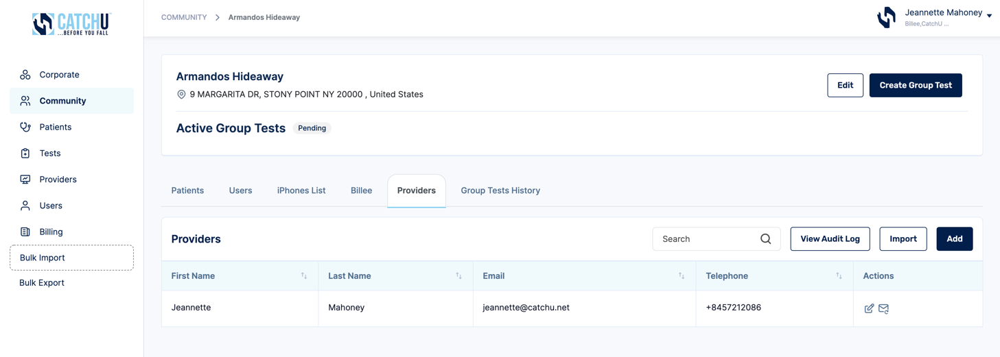 CATCHU
...BEFORE YOU FALL
COMMUNITY > Armandos Hideaway
Jeannette Mahoney
Billee,CatchU ...
Corporate
Community
Patients
Tests
Providers
Users
Billing
Bulk Import
Bulk Export
Armandos Hideaway
9 MARGARITA DR, STONY POINT NY 20000 , United States
Edit
Create Group Test
Active Group Tests Pending
Patients Users iPhones List Billee Providers Group Tests History
Providers
Search
View Audit Log
Import
Add
First Name Last Name Email Telephone Actions
Jeannette Mahoney jeannette@catchu.net +8457212086